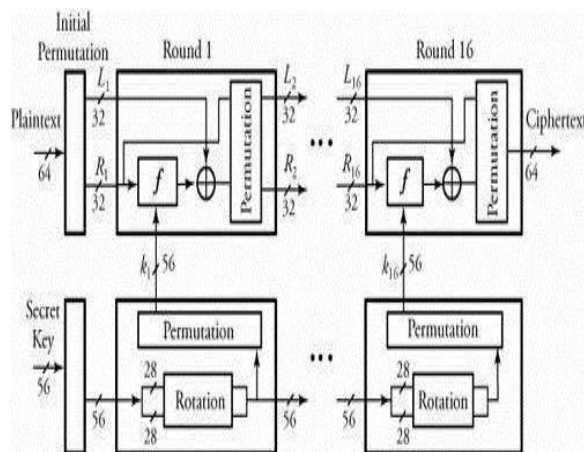 Initial
Permutation
Round 1
Round 16
L₁
32
L₂
32
L₁₆
32
Plaintext
64
Permutation
Permutation
Ciphertext
64
R₁
32
f
R₂
32
R₁₆
32
f
k₁
56
k₁₆
56
Secret
Key
56
Permutation
Permutation
56
28
28
Rotation
56
56
28
28
Rotation